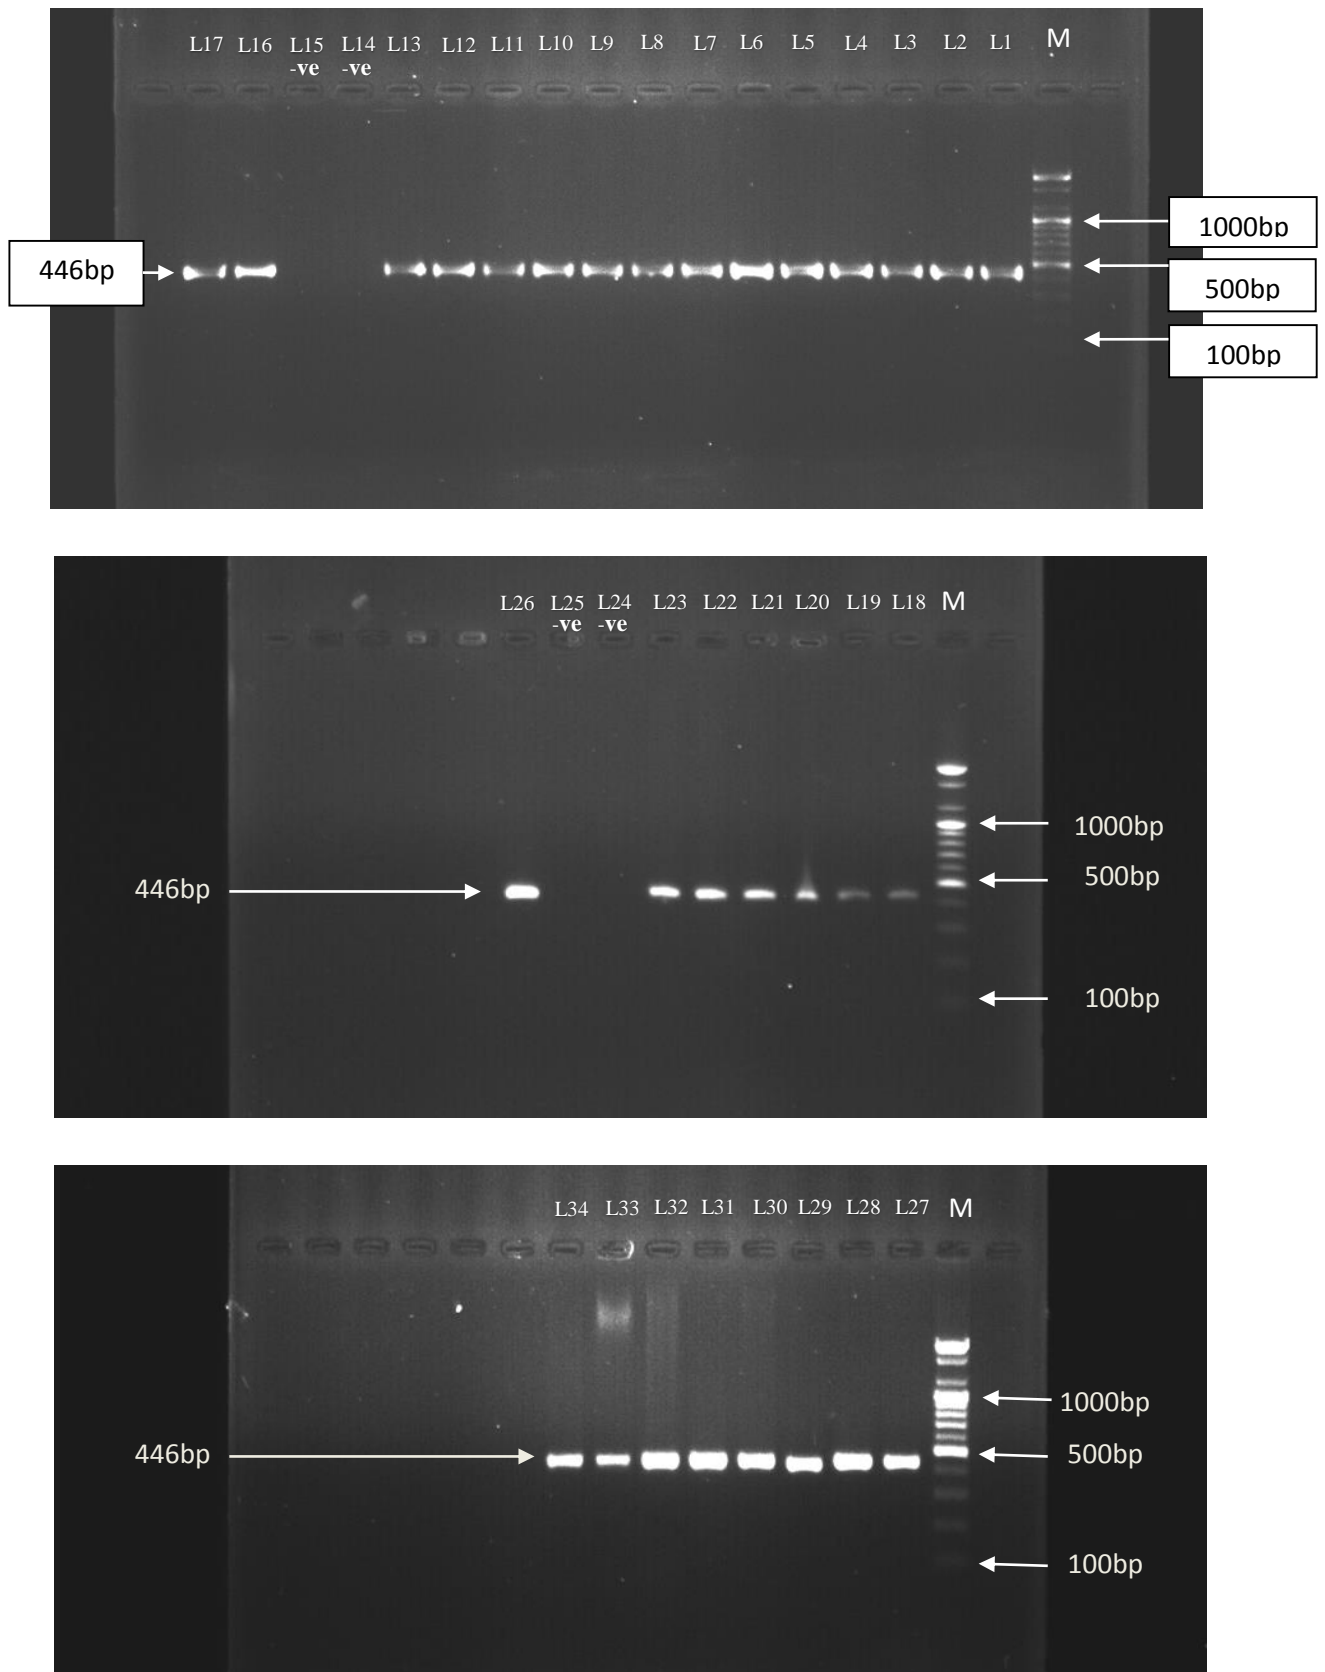 L17 L16 L15 L14 L13 L12 L11 L10 L9 L8 L7 L6 L5 L4 L3 L2 L1 M
-ve -ve
1000bp
446bp
500bp
100bp
L26 L25 L24 L23 L22 L21 L20 L19 L18 M
-ve -ve
1000bp
446bp
500bp
100bp
L34 L33 L32 L31 L30 L29 L28 L27 M
1000bp
446bp
500bp
100bp